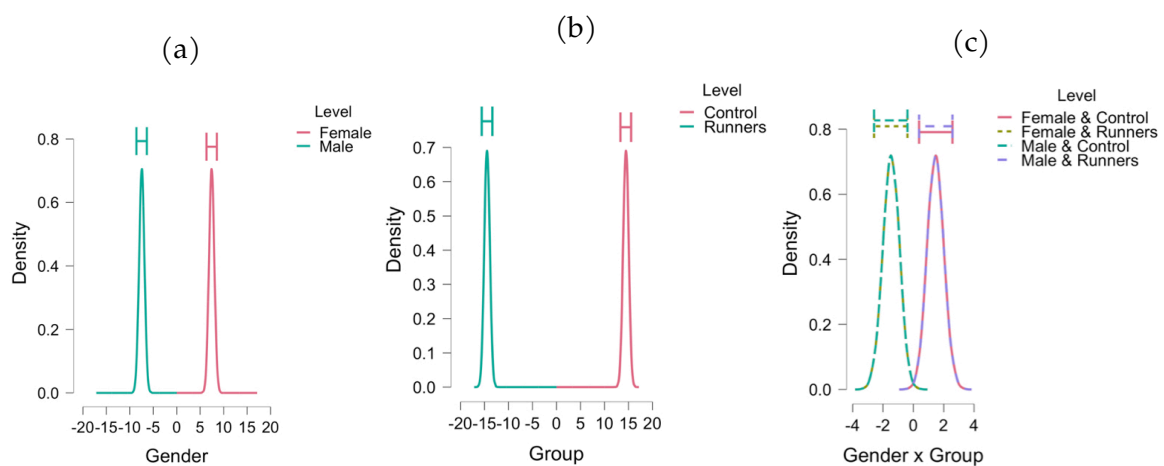 (a)
Level
Female
Male
0.8
0.6
0.4
0.2
0.0
Density
-20 -15 -10 -5 0 5 10 15 20
Gender
(b)
Level
Control
Runners
0.7
0.6
0.5
0.4
0.3
0.2
0.1
0.0
Density
-20 -15 -10 -5 0 5 10 15 20
Group
(c)
Level
Female & Control
Female & Runners
Male & Control
Male & Runners
0.8
0.6
0.4
0.2
0.0
Density
-4 -2 0 2 4
Gender x Group